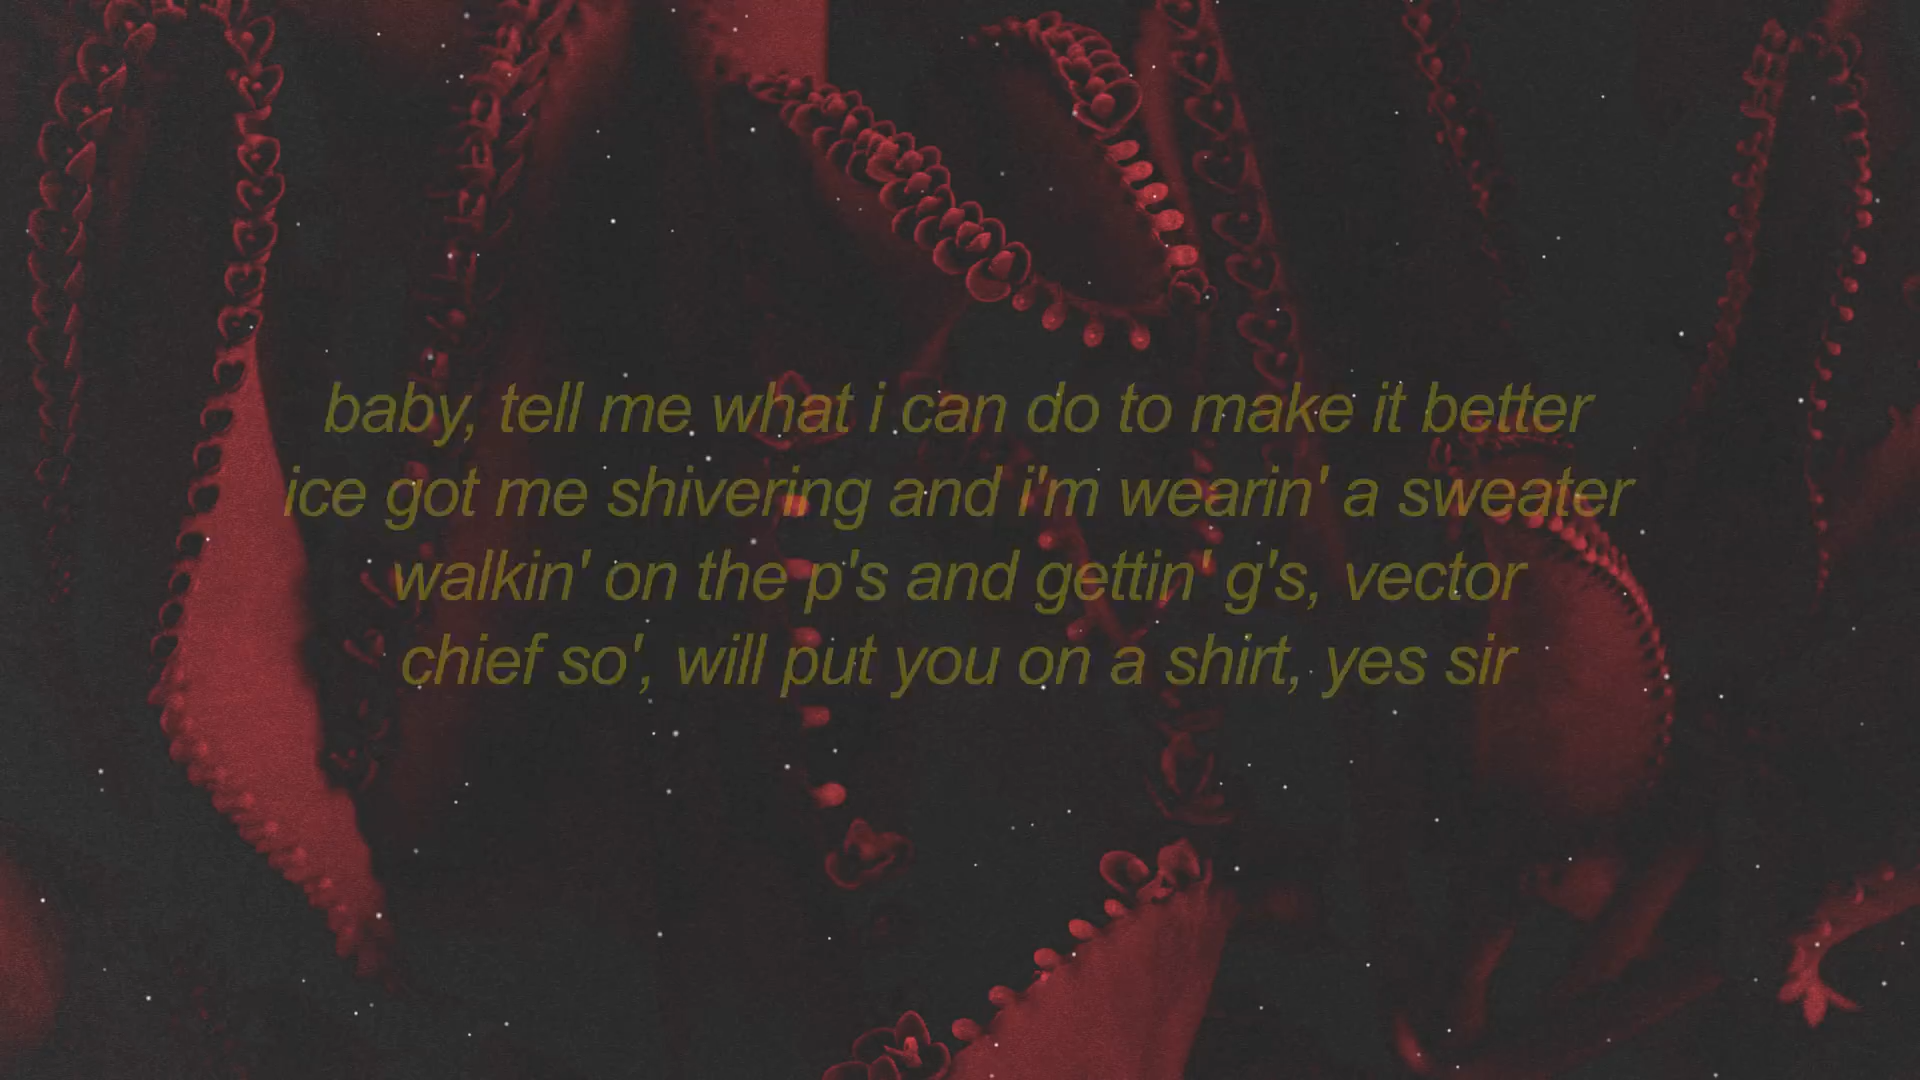 baby, tell me what i can do to make it better
ice got me shivering and i'm wearin' a sweater
walkin' on the p's and gettin' g's, vector
chief so', will put you on a shirt, yes sir